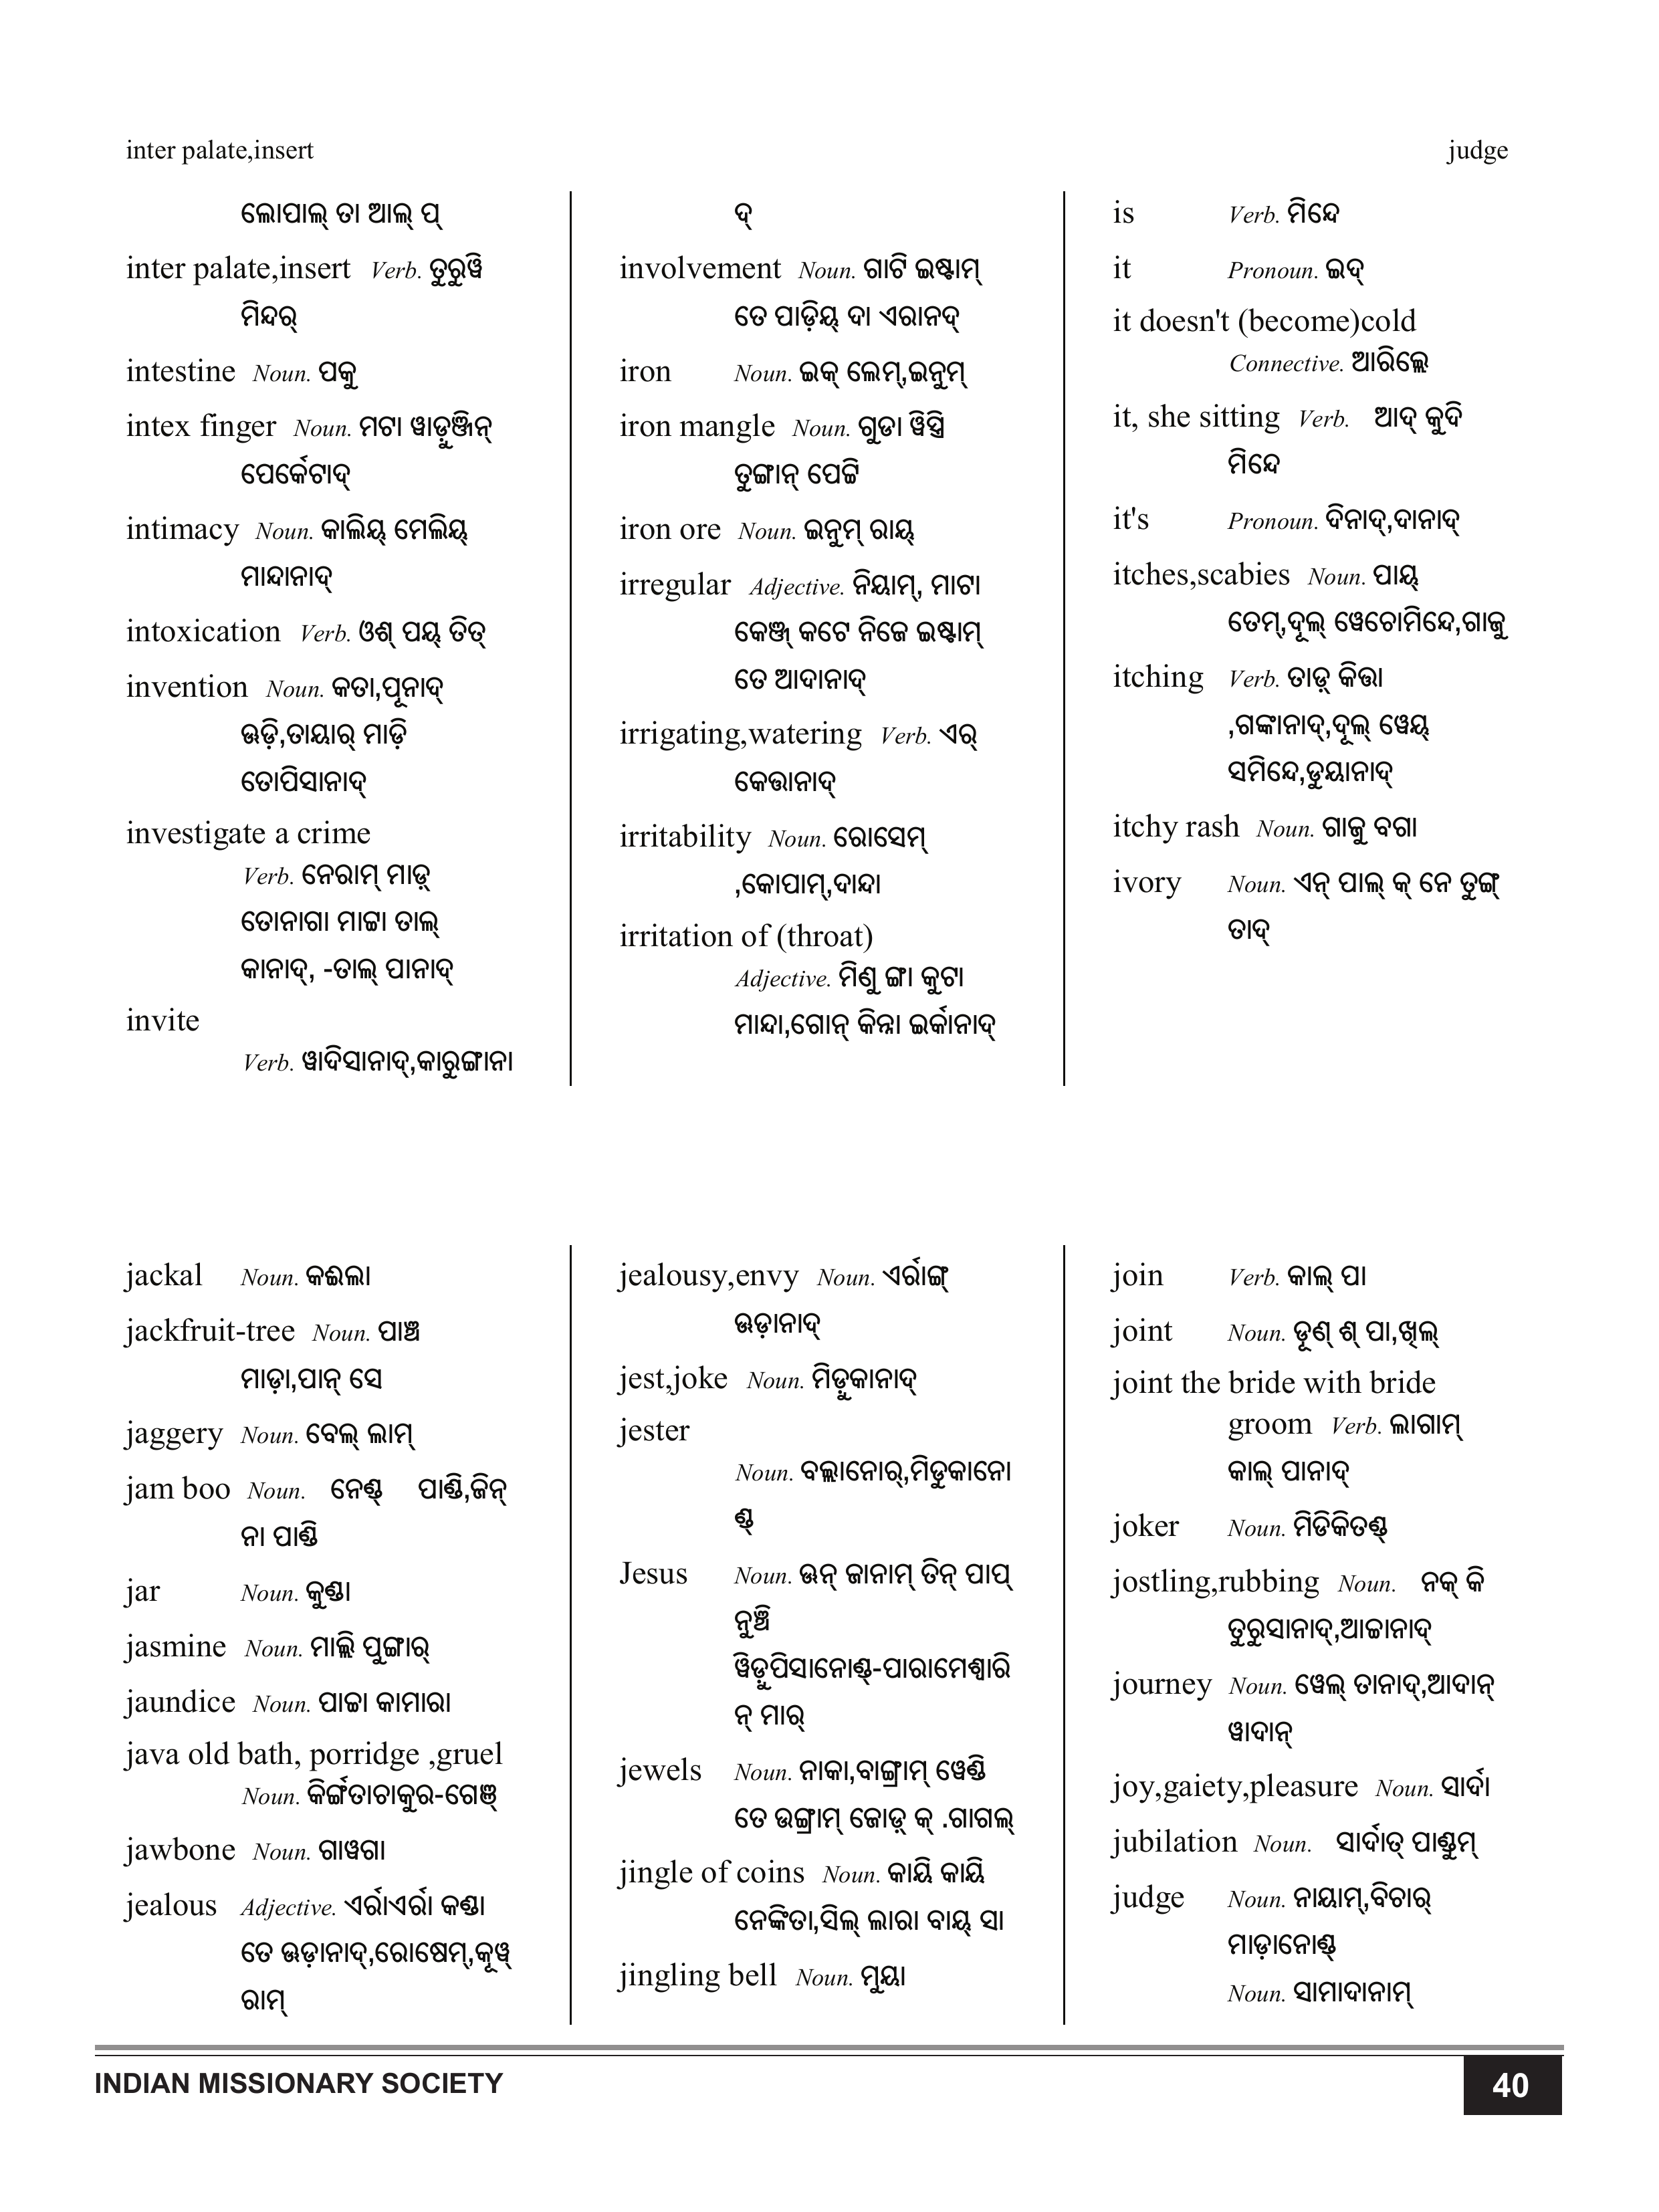 inter palate,insert
judge
ଲୋପାଲ୍ ତା ଆଲ୍ ପ୍
inter palate,insert Verb. ତୁରୁୱି
ମିନ୍ଦର୍
intestine Noun. ପକୁ
intex finger Noun. ମଟା ୱାଡ଼ୁଞ୍ଜିନ୍
ପେର୍କେଟାଦ୍
intimacy Noun. କାଲିୟ୍ ମେଲିୟ୍
ମାନ୍ଦାନାଦ୍
intoxication Verb. ଓଶ୍ ପୟ୍ ତିତ୍
invention Noun. କତା,ପୂନାଦ୍
ଊଡ଼ି,ତାୟାର୍ ମାଡ଼ି
ତୋପିସାନାଦ୍
investigate a crime
Verb. ନେରାମ୍ ମାଡ଼୍
ତୋନାଗା ମାଟ୍ଟା ତାଲ୍
କାନାଦ୍, -ତାଲ୍ ପାନାଦ୍
invite
Verb. ୱାଦିସାନାଦ୍,କାରୁଙ୍ଗାନା
ଦ୍
involvement Noun. ଗାଟି ଇଷ୍ଟାମ୍
ତେ ପାଡ଼ିୟ୍ ଦା ଏରାନଦ୍
iron Noun. ଇକ୍ ଲେମ୍,ଇନୁମ୍
iron mangle Noun. ଗୁଡା ୱିସ୍ତ୍ରି
ତୁଙ୍ଗାନ୍ ପେଟ୍ଟି
iron ore Noun. ଇନୁମ୍ ରାୟ୍
irregular Adjective. ନିୟାମ୍, ମାଟା
କେଞ୍ଜ୍ କଟେ ନିଜେ ଇଷ୍ଟାମ୍
ତେ ଆଦାନାଦ୍
irrigating,watering Verb. ଏର୍
କେତ୍ତାନାଦ୍
irritability Noun. ରୋସେମ୍
,କୋପାମ୍,ଦାନ୍ଦା
irritation of (throat)
Adjective. ମିଣୁ ଙ୍ଗା କୁଟା
ମାନ୍ଦା,ଗୋନ୍ କିନ୍ନା ଇର୍କାନାଦ୍
is Verb. ମିନ୍ଦେ
it Pronoun. ଇଦ୍
it doesn't (become)cold
Connective. ଆରିଲ୍ଲେ
it, she sitting Verb. ଆଦ୍ କୁଦି
ମିନ୍ଦେ
it's Pronoun. ଦିନାଦ୍,ଦାନାଦ୍
itches,scabies Noun. ପାୟ୍
ତେମ୍,ଦୂଲ୍ ୱେଚୋମିନ୍ଦେ,ଗାଜୁ
itching Verb. ତାଡ଼୍ କିତ୍ତା
,ଗଙ୍କାନାଦ୍,ଦୂଲ୍ ୱେୟ୍
ସମିନ୍ଦେ,ଡୁୟାନାଦ୍
itchy rash Noun. ଗାଜୁ ବଗା
ivory Noun. ଏନ୍ ପାଲ୍ କ୍ ନେ ତୁଙ୍ଗ୍
ତାଦ୍
jackal Noun. କଈଲା
jackfruit-tree Noun. ପାଞ୍ଚ
ମାଡ଼ା,ପାନ୍ ସେ
jaggery Noun. ବେଲ୍ ଲାମ୍
jam boo Noun. ନେଣ୍ଡ୍ ପାଣ୍ଡି,ଜିନ୍
ନା ପାଣ୍ଡି
jar Noun. କୁଣ୍ଡା
jasmine Noun. ମାଲ୍ଲି ପୁଙ୍ଗାର୍
jaundice Noun. ପାଚ୍ଚା କାମାରା
java old bath, porridge ,gruel
Noun. କିର୍ଙ୍ଗତାଚାକୁର-ଗେଞ୍ଜ୍
jawbone Noun. ଗାୱଗା
jealous Adjective. ଏର୍ରାଏର୍ରା କଣ୍ଡା
ତେ ଊଡ଼ାନାଦ୍,ରୋଷେମ୍,କୂୱ୍
ରାମ୍
jealousy,envy Noun. ଏର୍ରାଙ୍ଗ୍
ଊଡ଼ାନାଦ୍
jest,joke Noun. ମିଡ଼ୁକାନାଦ୍
jester
Noun. ବଲ୍ଲାନୋର୍,ମିଡୁକାନୋ
ଣ୍ଡ୍
Jesus Noun. ଊନ୍ ଜାନାମ୍ ତିନ୍ ପାପ୍
ନୁଞ୍ଚି
ୱିଡ଼ୁପିସାନୋଣ୍ଡ୍-ପାରାମେଶ୍ୱାରି
ନ୍ ମାର୍
jewels Noun. ନାକା,ବାଙ୍ଗ୍ରାମ୍ ୱେଣ୍ଡି
ତେ ଉଙ୍ଗ୍ରାମ୍ ଜୋଡ଼୍ କ୍ .ଗାଗଲ୍
jingle of coins Noun. କାୟି କାୟି
ନେଙ୍କିତା,ସିଲ୍ ଲାରା ବାୟ୍ ସା
jingling bell Noun. ମୁୟା
join Verb. କାଲ୍ ପା
joint Noun. ଡୂଣ୍ ଶ୍ ପା,ଖିଲ୍
joint the bride with bride
groom Verb. ଲାଗାମ୍
କାଲ୍ ପାନାଦ୍
joker Noun. ମିଡିକିତଣ୍ଡ୍
jostling,rubbing Noun. ନକ୍ କି
ତୁରୁସାନାଦ୍,ଆଚ୍ଚାନାଦ୍
journey Noun. ୱେଲ୍ ତାନାଦ୍,ଆଦାନ୍
ୱାଦାନ୍
joy,gaiety,pleasure Noun. ସାର୍ଦା
jubilation Noun. ସାର୍ଦାତ୍ ପାଣ୍ଡୁମ୍
judge Noun. ନାୟାମ୍,ବିଚାର୍
ମାଡ଼ାନୋଣ୍ଡ୍
Noun. ସାମାଦାନାମ୍
INDIAN MISSIONARY SOCIETY
40